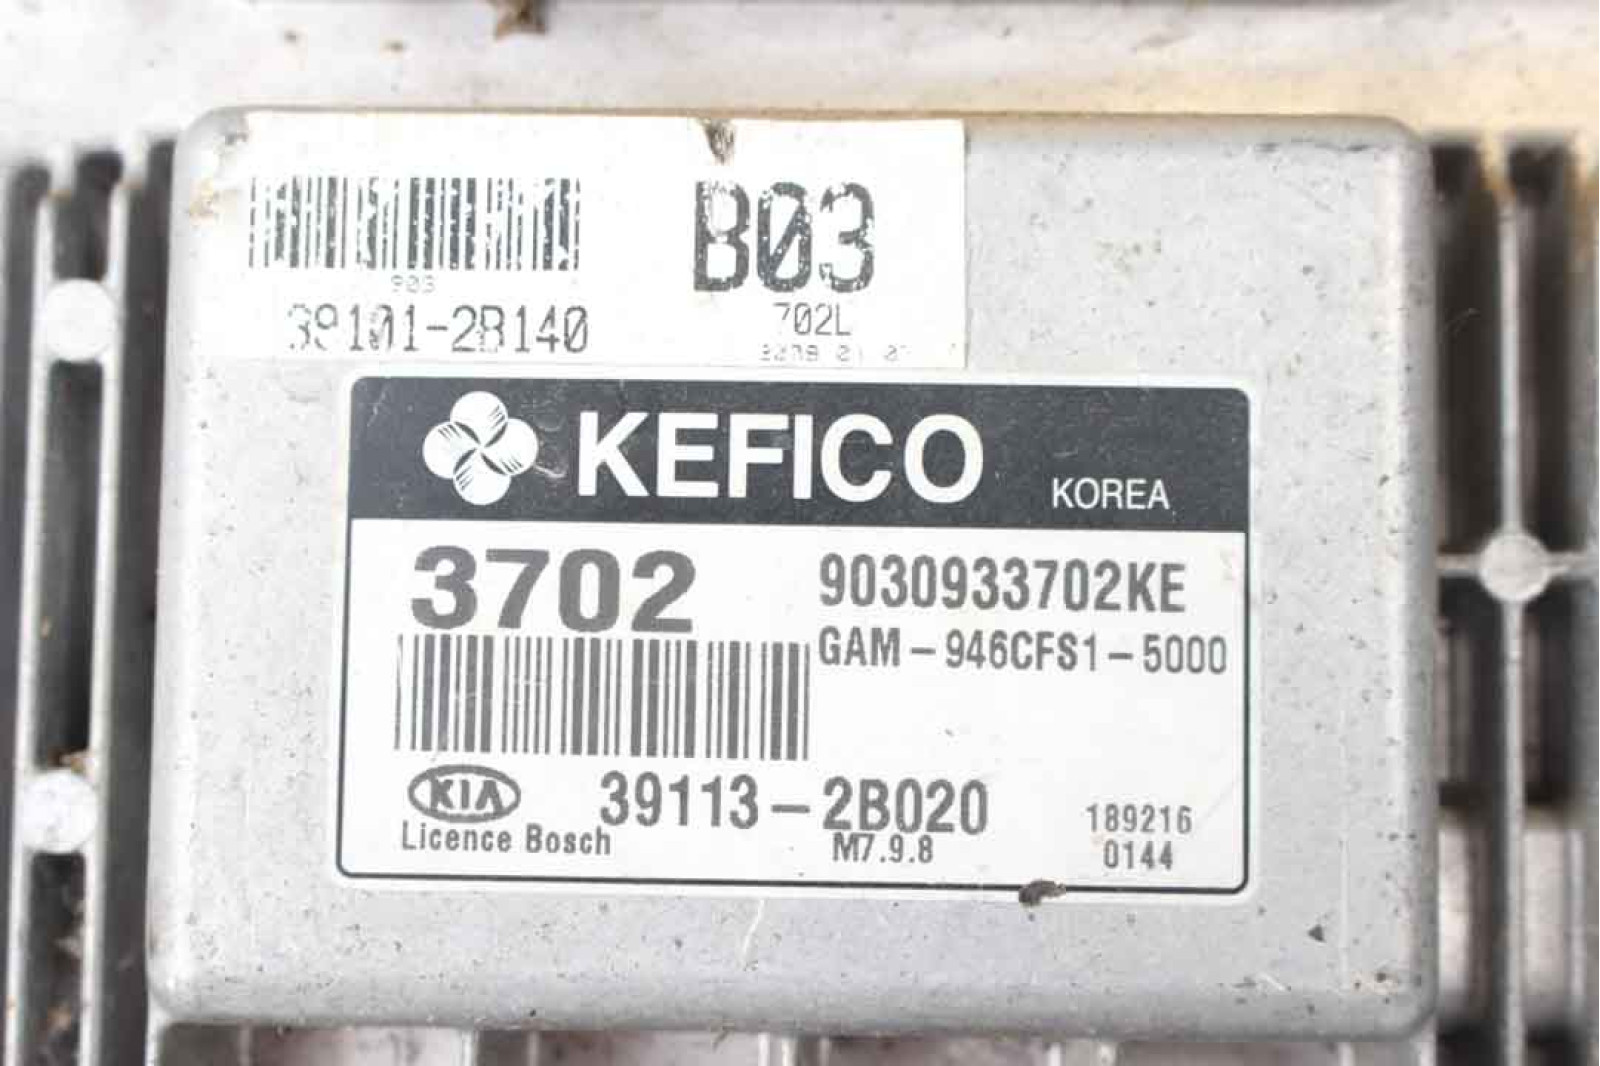 B03
903
39101-2B140
702L
KEFICO
KOREA
3702
9030933702KE
GAM-946CFS1-5000
KIA
39113-2B020
Licence Bosch
M7.9.8
189216
0144